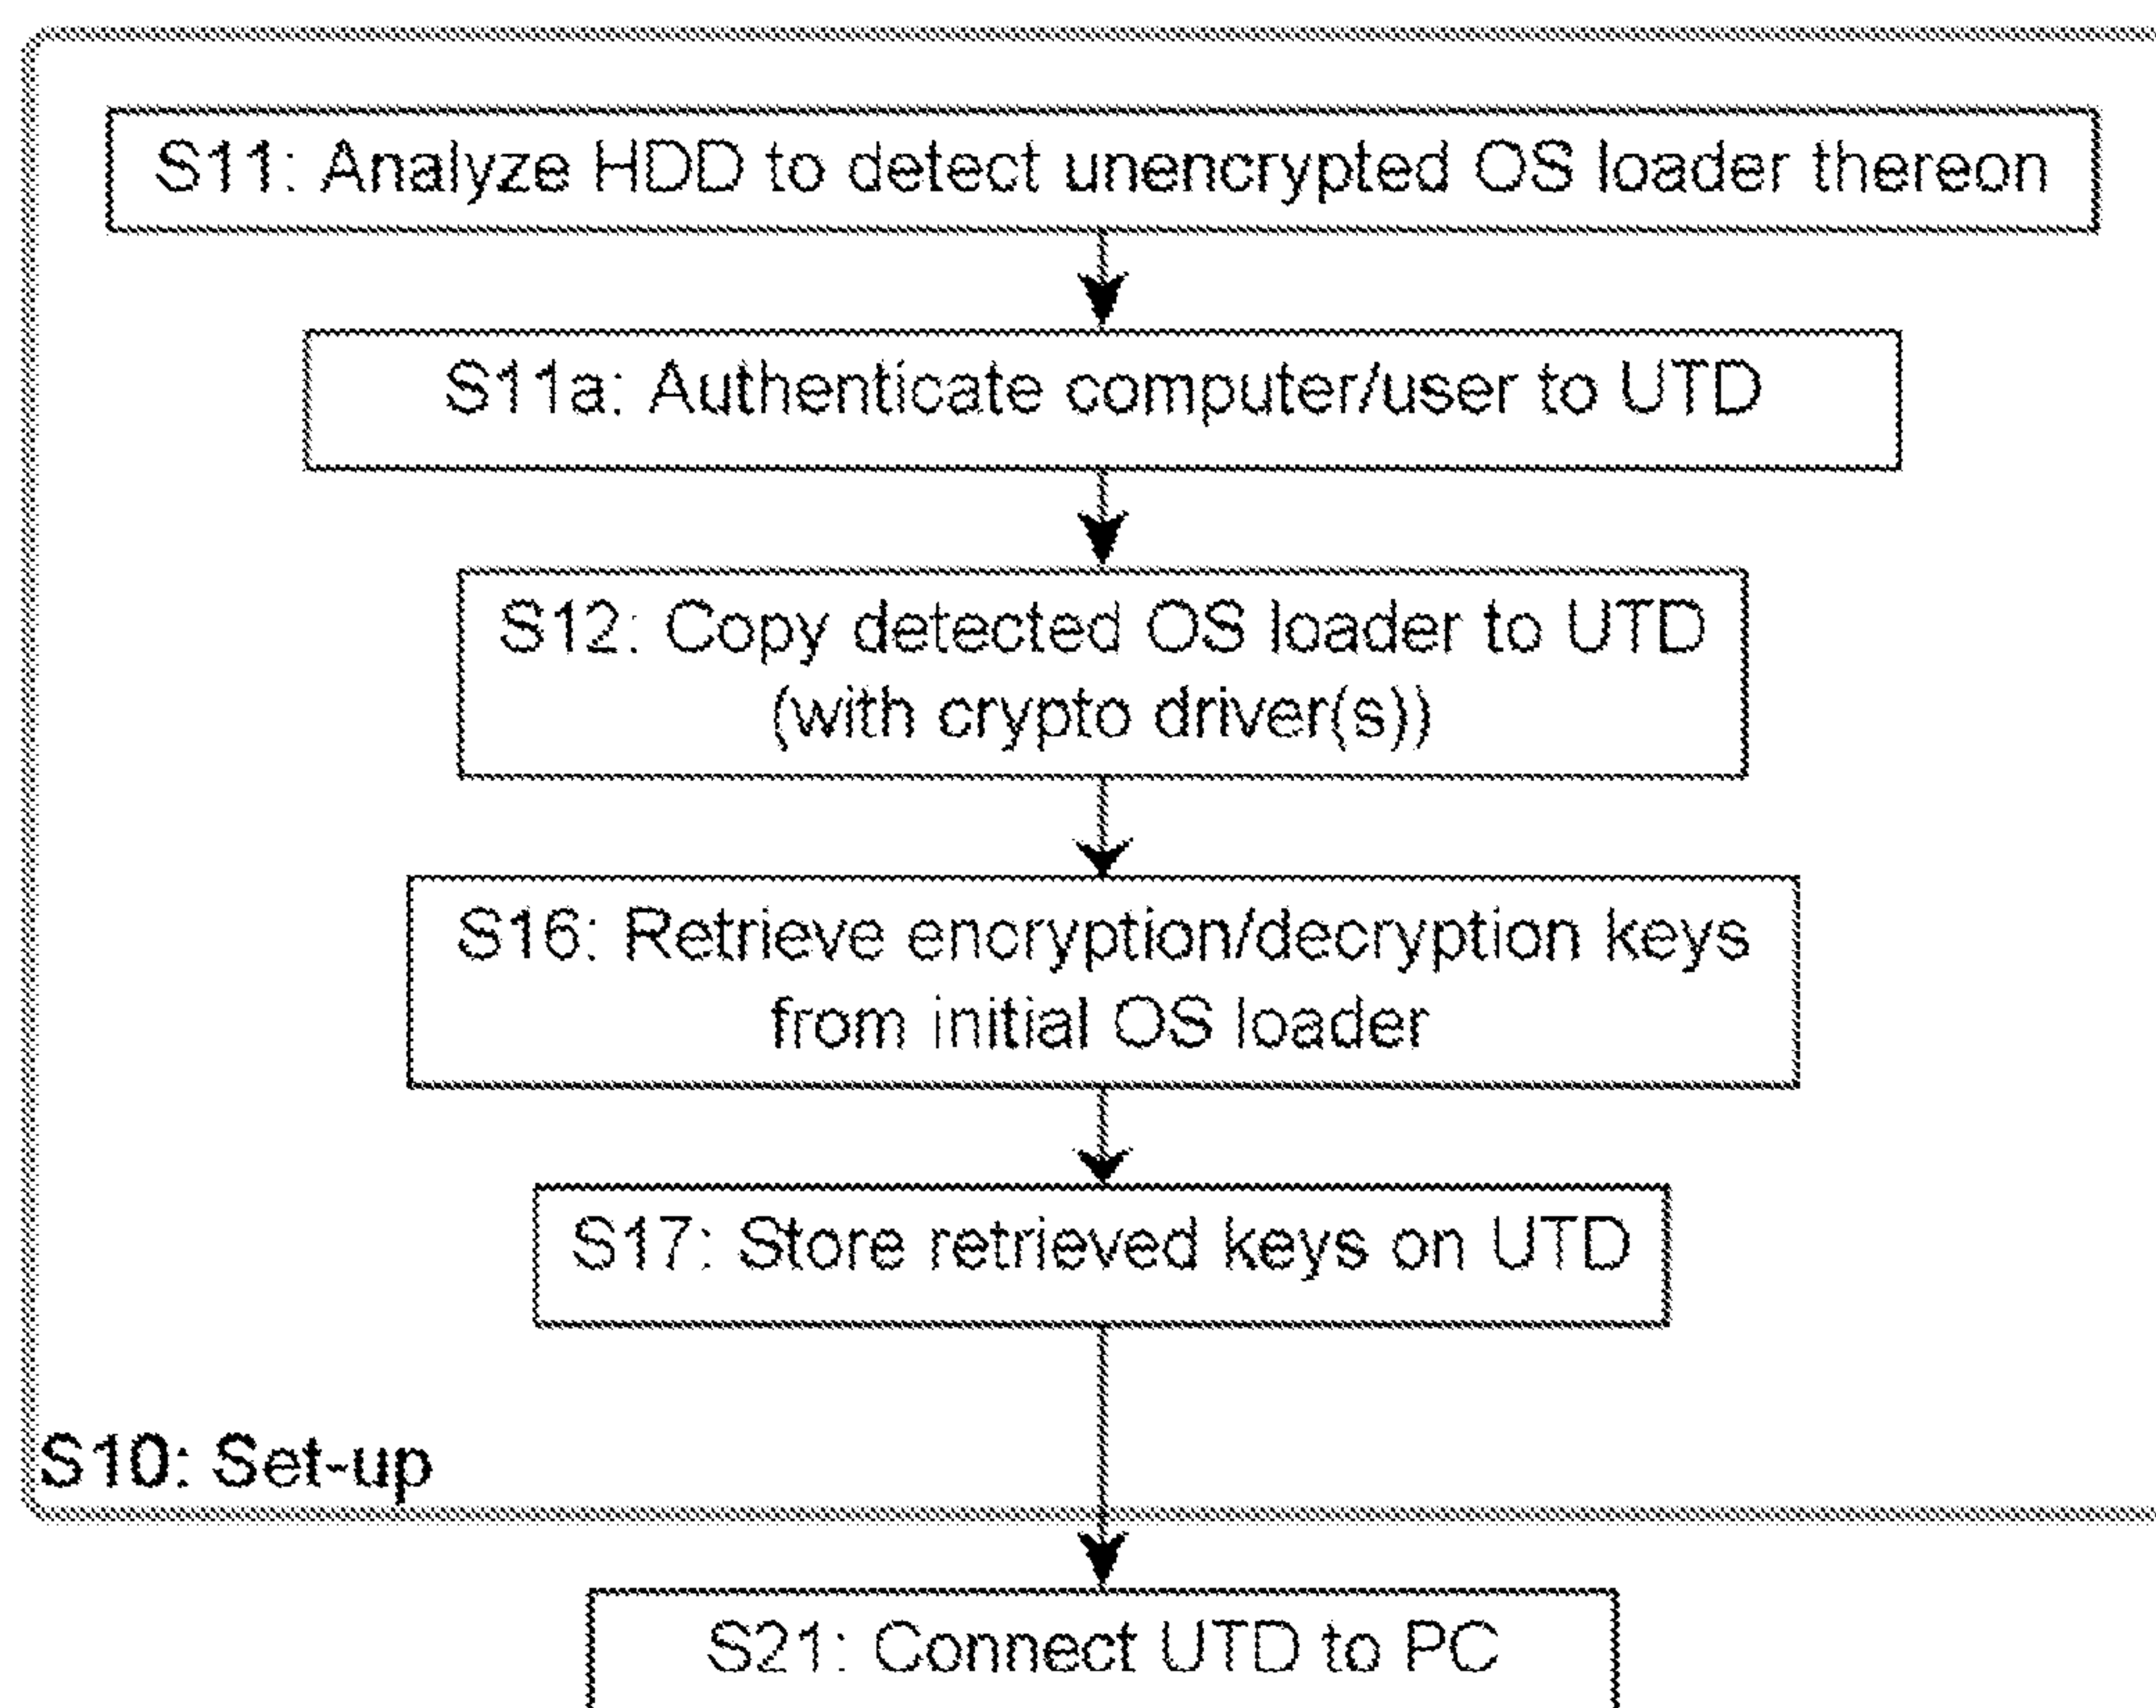 S11: Analyze HDD to detect unencrypted OS loader thereon
S11a: Authenticate computer/user to UTD
S12: Copy detected OS loader to UTD
(with crypto driver(s))
S16: Retrieve encryption/decryption keys
from initial OS loader
S17: Store retrieved keys on UTD
S10: Set-up
S21: Connect UTD to PC